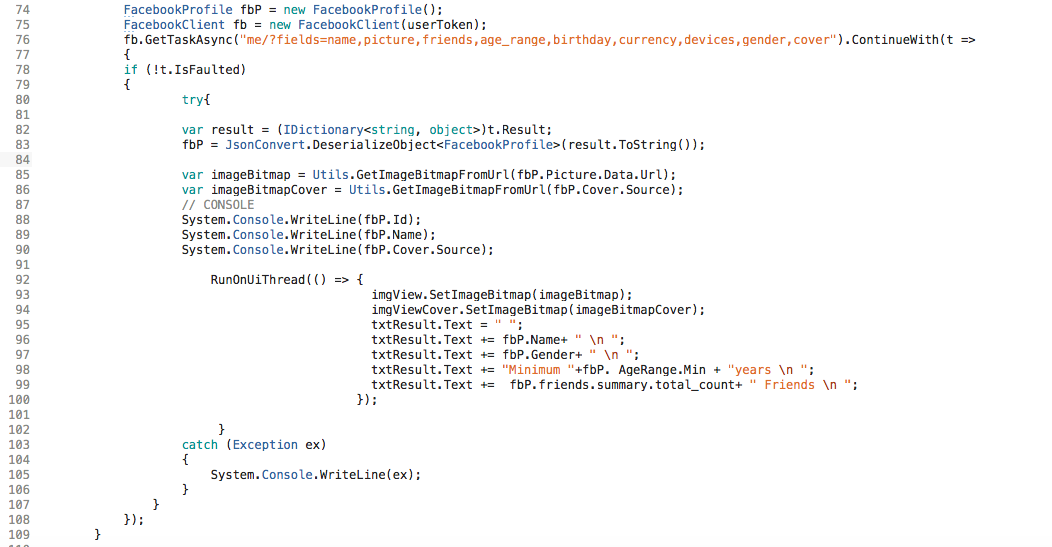 74 FacebookProfile fbP = new FacebookProfile();
75 FacebookClient fb = new FacebookClient(userToken);
76 fb.GetTaskAsync("me/?fields=name,picture,friends,age_range,birthday,currency,devices,gender,cover").ContinueWith(t =>
77 {
78 if (!t.IsFaulted)
79 {
80 try{
81
82 var result = (IDictionary<string, object>)t.Result;
83 fbP = JsonConvert.DeserializeObject<FacebookProfile>(result.ToString());
84
85 var imageBitmap = Utils.GetImageBitmapFromUrl(fbP.Picture.Data.Url);
86 var imageBitmapCover = Utils.GetImageBitmapFromUrl(fbP.Cover.Source);
87 // CONSOLE
88 System.Console.WriteLine(fbP.Id);
89 System.Console.WriteLine(fbP.Name);
90 System.Console.WriteLine(fbP.Cover.Source);
91
92 RunOnUiThread(() => {
93 imgView.SetImageBitmap(imageBitmap);
94 imgViewCover.SetImageBitmap(imageBitmapCover);
95 txtResult.Text = " ";
96 txtResult.Text += fbP.Name+ " \n ";
97 txtResult.Text += fbP.Gender+ " \n ";
98 txtResult.Text += "Minimum "+fbP. AgeRange.Min + "years \n ";
99 txtResult.Text +=  fbP.friends.summary.total_count+ " Friends \n ";
100 });
101
102 }
103 catch (Exception ex)
104 {
105 System.Console.WriteLine(ex);
106 }
107 }
108 });
109 }